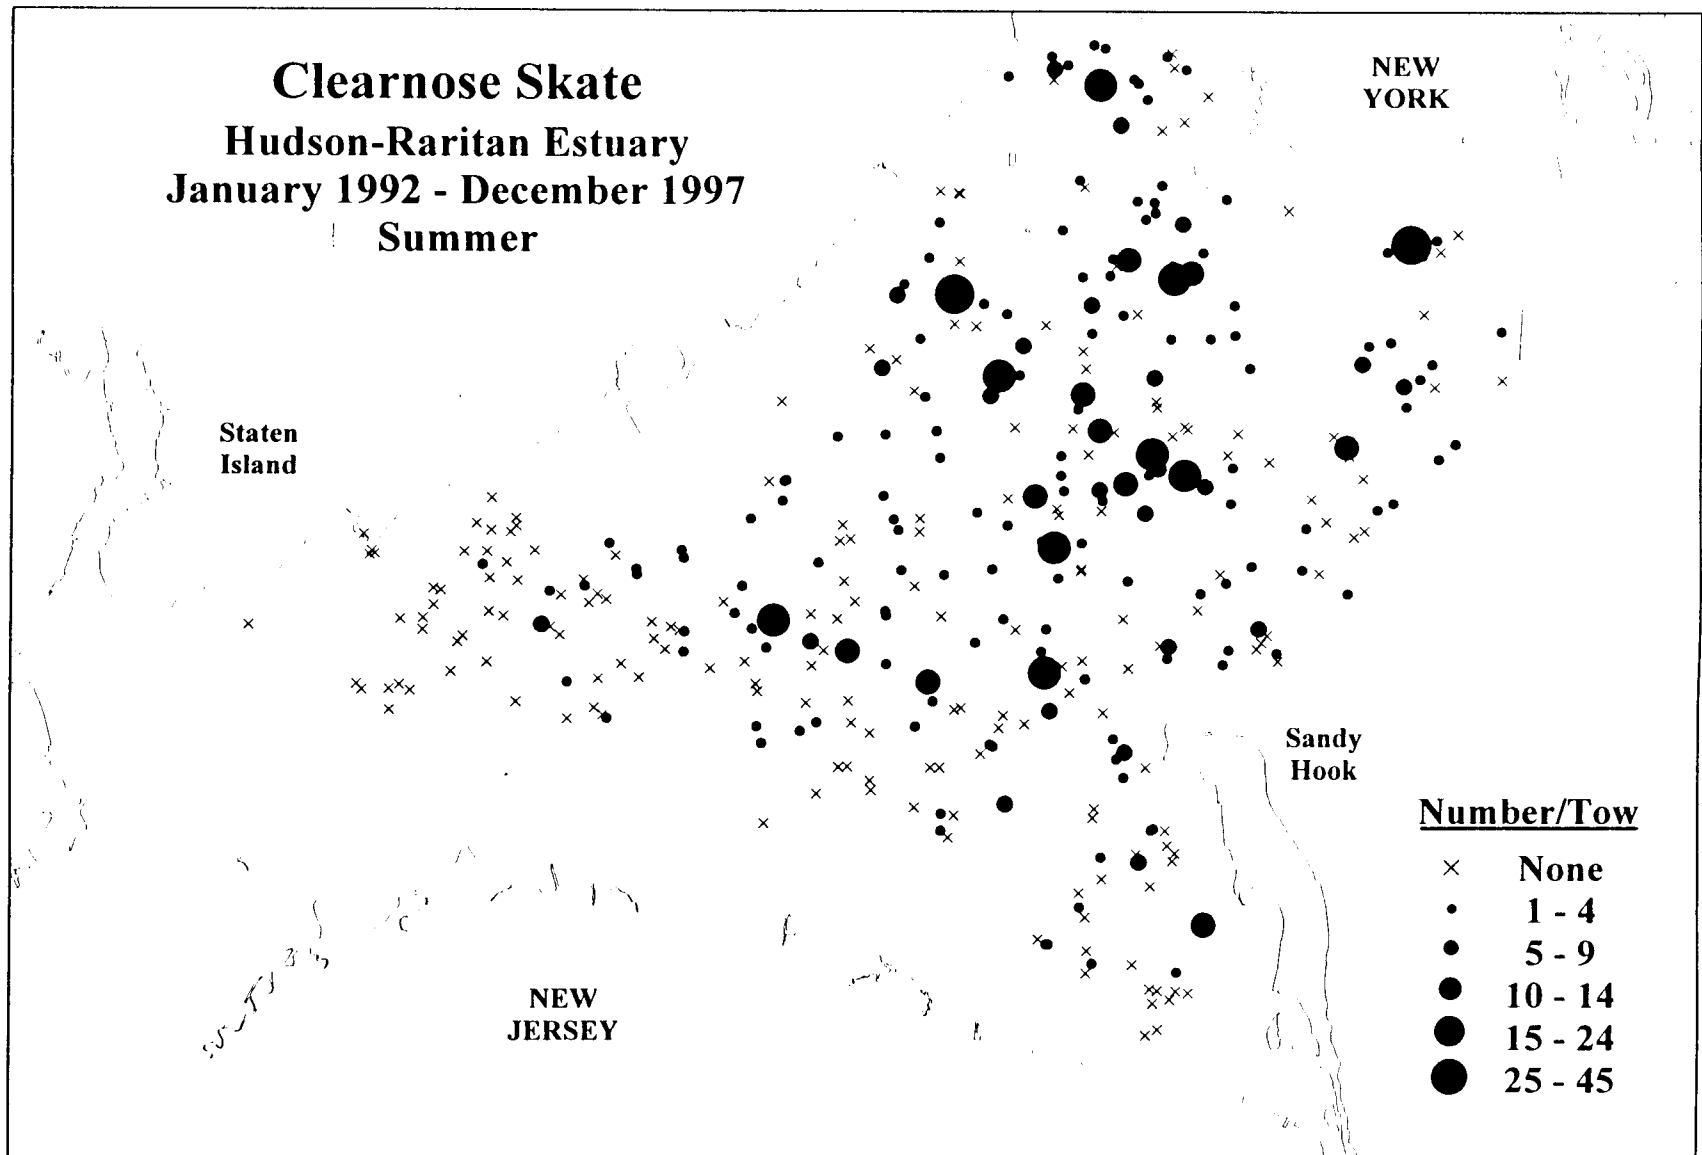 Clearnose Skate
Hudson-Raritan Estuary
January 1992 - December 1997
Summer
NEW
YORK
Staten
Island
Sandy
Hook
NEW
JERSEY
Number/Tow
× None
1 - 4
5 - 9
10 - 14
15 - 24
25 - 45